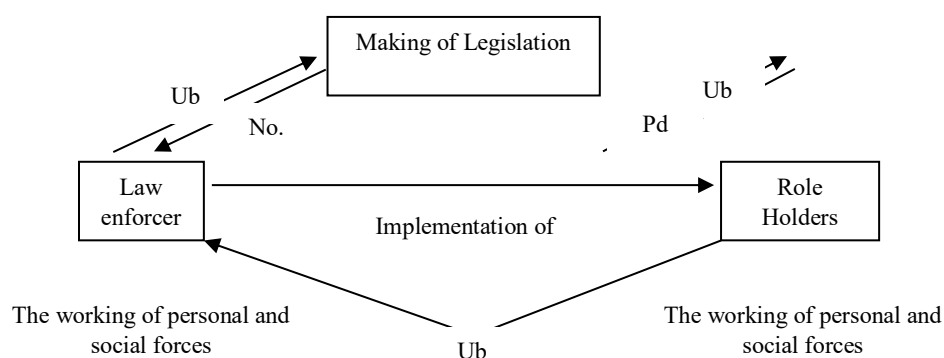 Making of Legislation
Ub
Ub
No.
Pd
Law
enforcer
Role
Holders
Implementation of
The working of personal and
social forces
The working of personal and
social forces
Ub